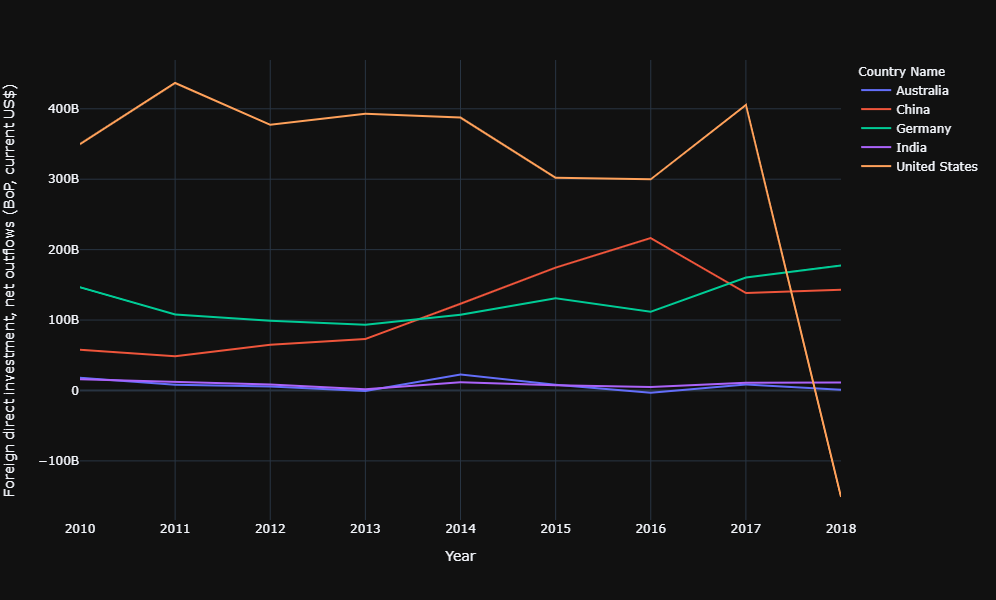 Foreign direct investment, net outflows (BoP, current US$)
400B
300B
200B
100B
0
−100B
2010 2011 2012 2013 2014 2015 2016 2017 2018
Year
Country Name
Australia
China
Germany
India
United States